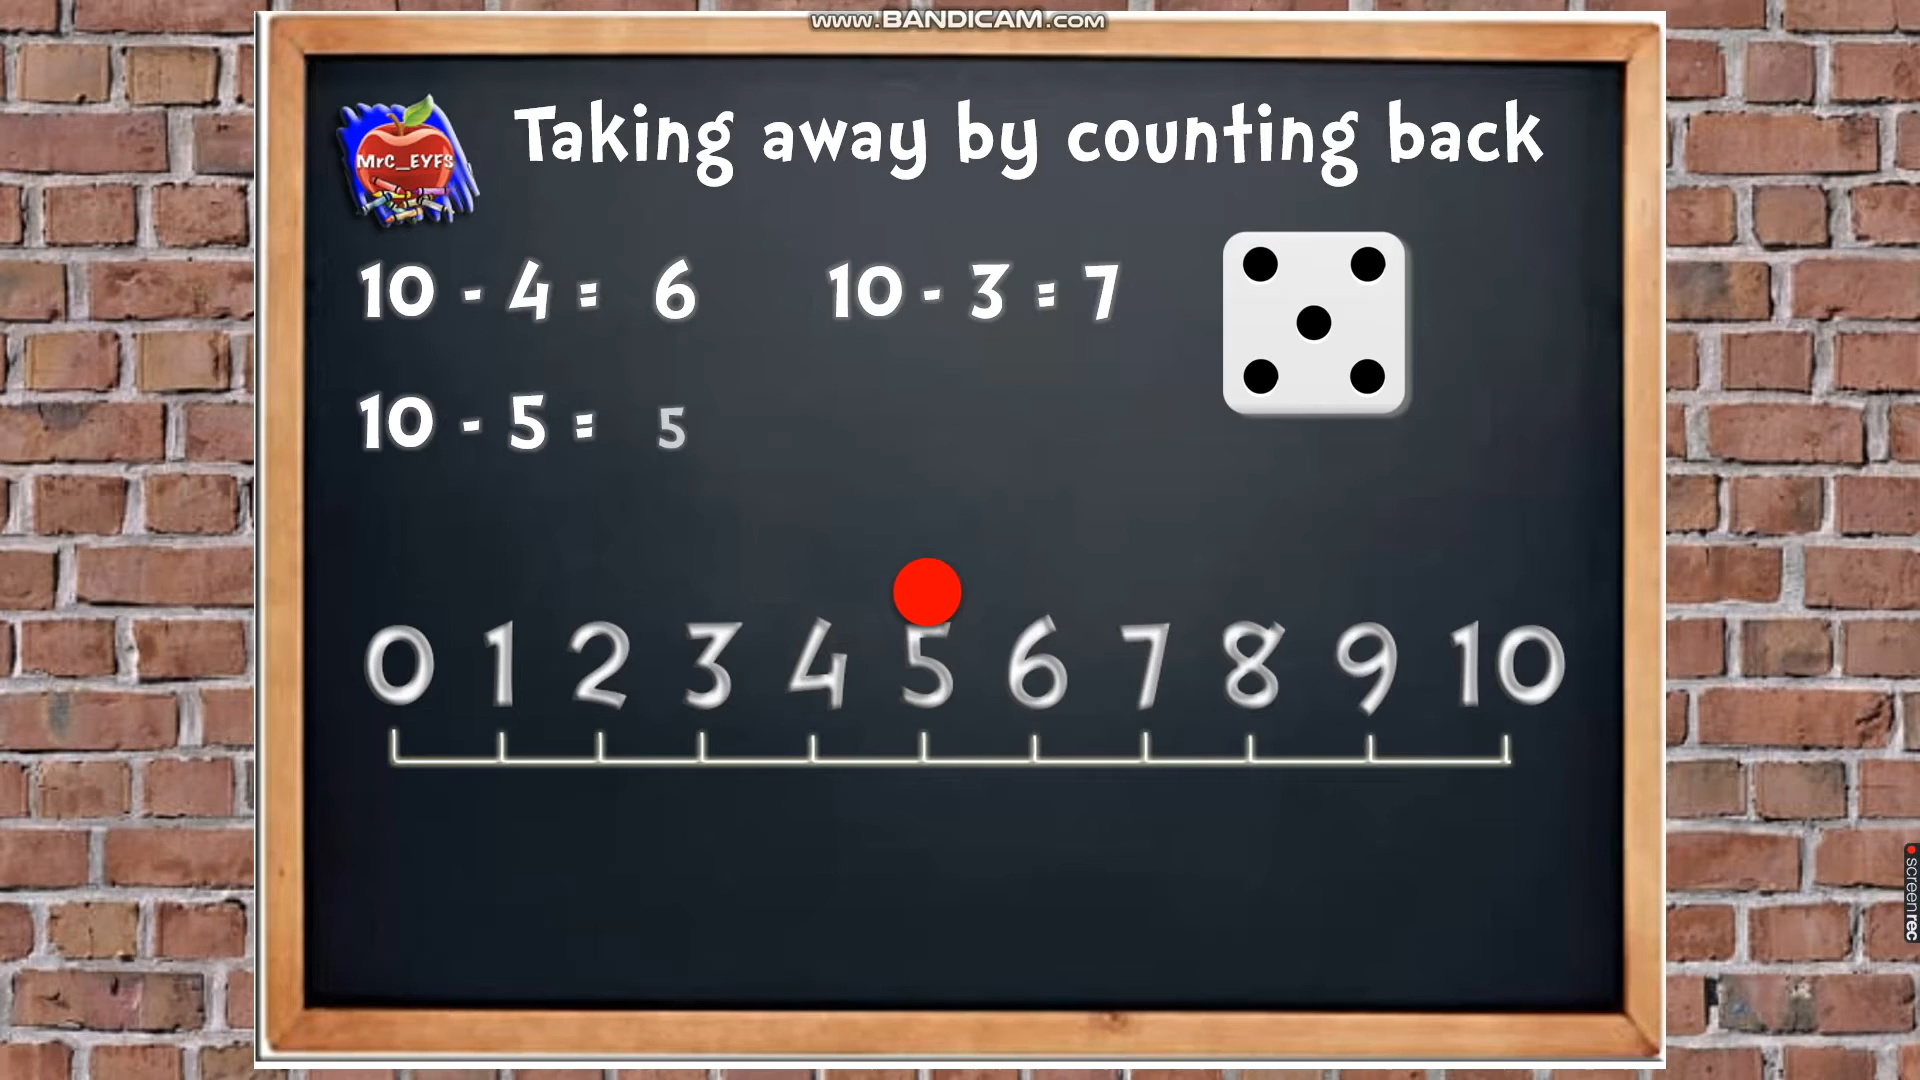 www.BANDICAM.com
MrC_EYFS
Taking away by counting back
10 - 4 = 6
10 - 3 = 7
10 - 5 = 5
0 1 2 3 4 5 6 7 8 9 10
screenrec